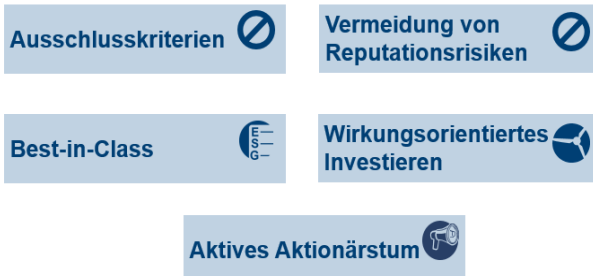 Ausschlusskriterien
Vermeidung von
Reputationsrisiken
Best-in-Class
E
S
G
Wirkungsorientiertes
Investieren
Aktives Aktionärstum